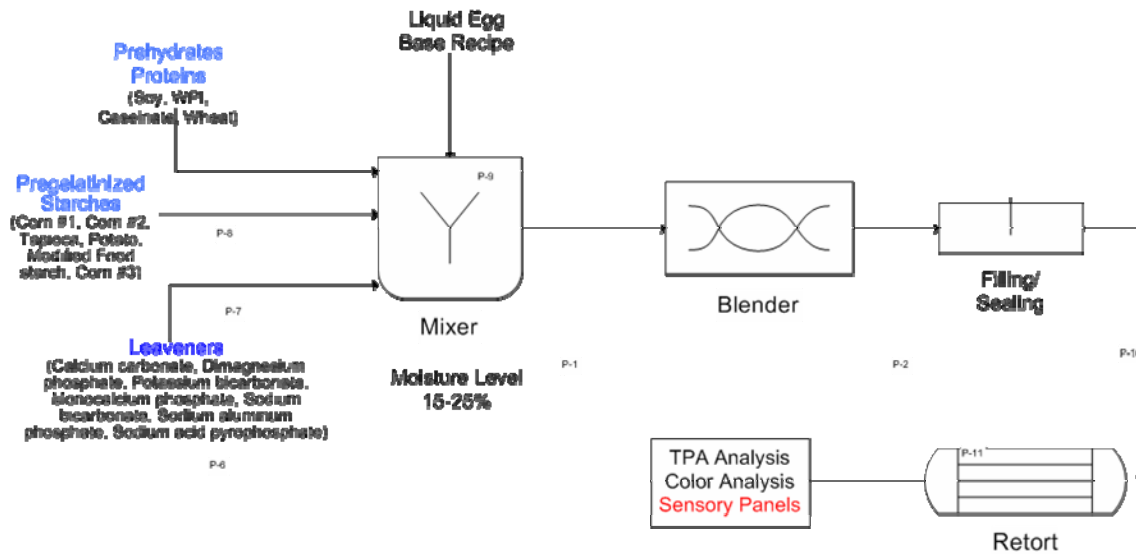 Liquid Egg
Base Recipe
Prehydrates
Proteins
(Soy, WPI,
Caseinate, Wheat)
P-9
Pregelatinized
Starches
(Corn #1, Corn #2,
Tapioca, Potato,
Modified Food
starch, Corn #3)
P-8
P-7
Mixer
Blender
Filling/
Sealing
Leaveners
(Calcium carbonate, Dimagnesium
phosphate, Potassium bicarbonate,
Monocalcium phosphate, Sodium
bicarbonate, Sodium aluminum
phosphate, Sodium acid pyrophosphate)
P-6
Moisture Level
15-25%
P-1
P-2
P-10
TPA Analysis
Color Analysis
Sensory Panels
P-11
Retort